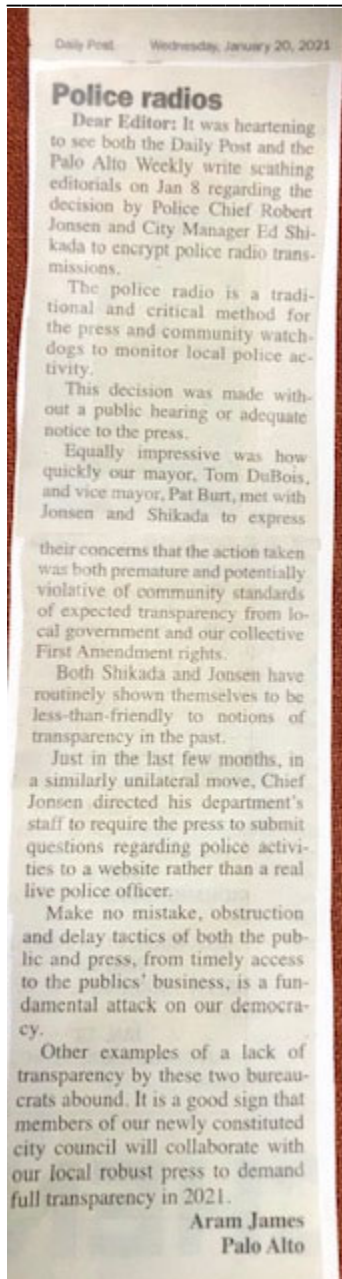 Daily Post Wednesday, January 20, 2021
Police radios
Dear Editor: It was heartening
to see both the Daily Post and the
Palo Alto Weekly write scathing
editorials on Jan 8 regarding the
decision by Police Chief Robert
Jonsen and City Manager Ed Shi-
kada to encrypt police radio trans-
missions.
The police radio is a tradi-
tional and critical method for
the press and community watch-
dogs to monitor local police ac-
tivity.
This decision was made with-
out a public hearing or adequate
notice to the press.
Equally impressive was how
quickly our mayor, Tom DuBois,
and vice mayor, Pat Burt, met with
Jonsen and Shikada to express
their concerns that the action taken
was both premature and potentially
violative of community standards
of expected transparency from lo-
cal government and our collective
First Amendment rights.
Both Shikada and Jonsen have
routinely shown themselves to be
less-than-friendly to notions of
transparency in the past.
Just in the last few months, in
a similarly unilateral move, Chief
Jonsen directed his department's
staff to require the press to submit
questions regarding police activi-
ties to a website rather than a real
live police officer.
Make no mistake, obstruction
and delay tactics of both the pub-
lic and press, from timely access
to the publics' business, is a fun-
damental attack on our democra-
cy.
Other examples of a lack of
transparency by these two bureau-
crats abound. It is a good sign that
members of our newly constituted
city council will collaborate with
our local robust press to demand
full transparency in 2021.
Aram James
Palo Alto